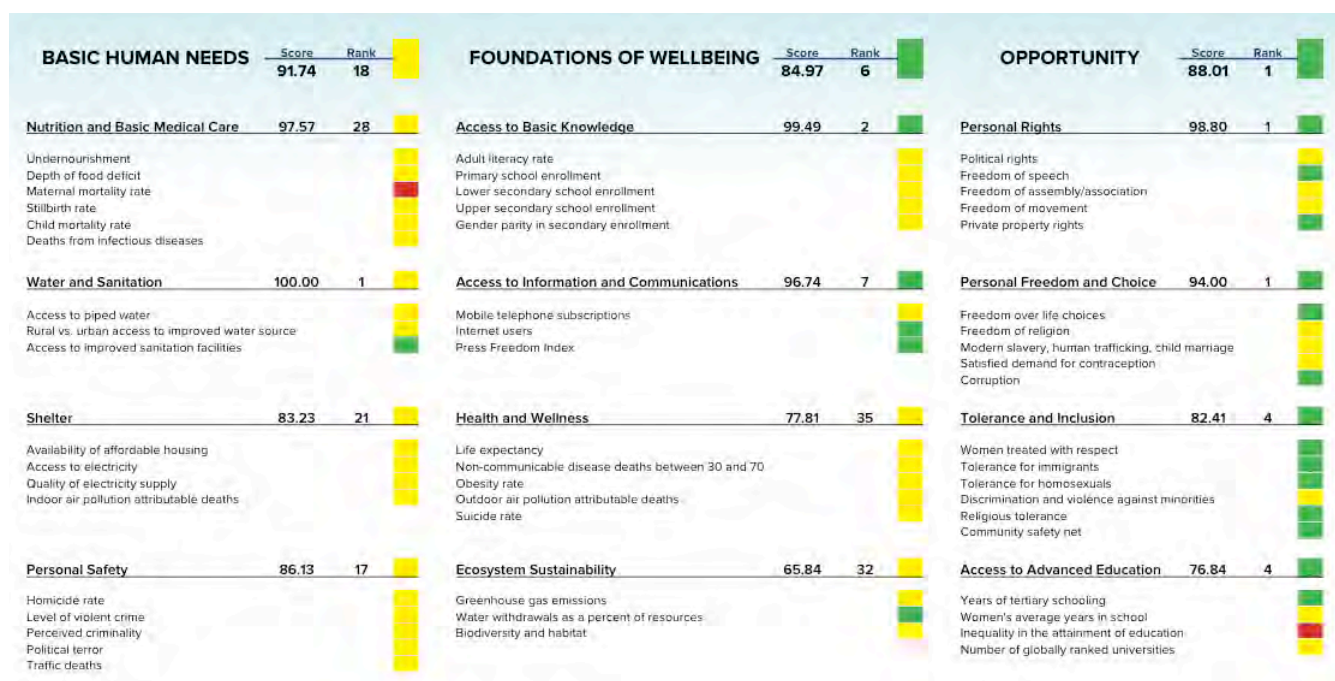 BASIC HUMAN NEEDS Score Rank
91.74 18
Nutrition and Basic Medical Care 97.57 28
Undernourishment
Depth of food deficit
Maternal mortality rate
Stillbirth rate
Child mortality rate
Deaths from infectious diseases
Water and Sanitation 100.00 1
Access to piped water
Rural vs. urban access to improved water source
Access to improved sanitation facilities
Shelter 83.23 21
Availability of affordable housing
Access to electricity
Quality of electricity supply
Indoor air pollution attributable deaths
Personal Safety 86.13 17
Homicide rate
Level of violent crime
Perceived criminality
Political terror
Traffic deaths
FOUNDATIONS OF WELLBEING Score Rank
84.97 6
Access to Basic Knowledge 99.49 2
Adult literacy rate
Primary school enrollment
Lower secondary school enrollment
Upper secondary school enrollment
Gender parity in secondary enrollment
Access to Information and Communications 96.74 7
Mobile telephone subscriptions
Internet users
Press Freedom Index
Health and Wellness 77.81 35
Life expectancy
Non-communicable disease deaths between 30 and 70
Obesity rate
Outdoor air pollution attributable deaths
Suicide rate
Ecosystem Sustainability 65.84 32
Greenhouse gas emissions
Water withdrawals as a percent of resources
Biodiversity and habitat
OPPORTUNITY Score Rank
88.01 1
Personal Rights 98.80 1
Political rights
Freedom of speech
Freedom of assembly/association
Freedom of movement
Private property rights
Personal Freedom and Choice 94.00 1
Freedom over life choices
Freedom of religion
Modern slavery, human trafficking, child marriage
Satisfied demand for contraception
Corruption
Tolerance and Inclusion 82.41 4
Women treated with respect
Tolerance for immigrants
Tolerance for homosexuals
Discrimination and violence against minorities
Religious tolerance
Community safety net
Access to Advanced Education 76.84 4
Years of tertiary schooling
Women's average years in school
Inequality in the attainment of education
Number of globally ranked universities